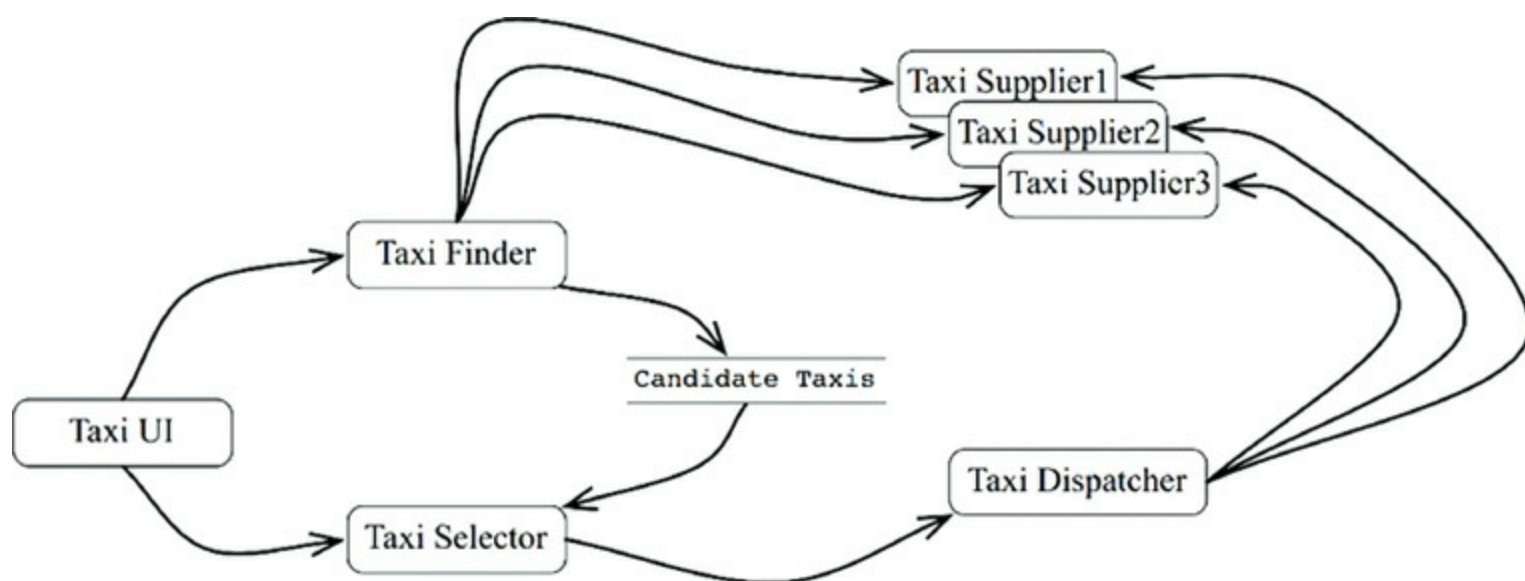 Taxi Supplier1
Taxi Supplier2
Taxi Supplier3
Taxi Finder
Candidate Taxis
Taxi UI
Taxi Dispatcher
Taxi Selector